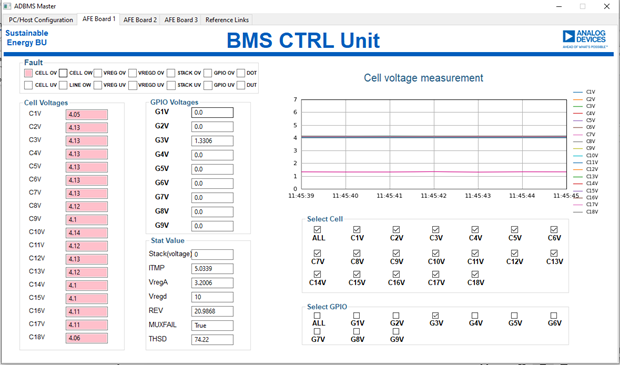 ADBMS Master
PC/Host Configuration AFE Board 1 AFE Board 2 AFE Board 3 Reference Links
Sustainable
Energy BU
BMS CTRL Unit
ANALOG
DEVICES
AHEAD OF WHAT'S POSSIBLE™
Fault
CELL OV CELL OW VREG OV VREGD OV STACK OV GPIO OV DOT
CELL UV LINE OW VREG UV VREGD UV STACK UV GPIO UV DUT
Cell Voltages
C1V 4.05
C2V 4.13
C3V 4.13
C4V 4.13
C5V 4.13
C6V 4.13
C7V 4.13
C8V 4.12
C9V 4.1
C10V 4.14
C11V 4.12
C12V 4.13
C13V 4.12
C14V 4.1
C15V 4.1
C16V 4.11
C17V 4.11
C18V 4.06
GPIO Voltages
G1V 0.0
G2V 0.0
G3V 1.3306
G4V 0.0
G5V 0.0
G6V 0.0
G7V 0.0
G8V 0.0
G9V 0.0
Stat Value
Stack(voltage) 0
ITMP 5.0339
VregA 3.2006
Vregd 10
REV 20.9868
MUXFAIL True
THSD 74.22
Cell voltage measurement
7
6
5
4
3
2
1
0
11:45:39 11:45:40 11:45:41 11:45:42 11:45:43 11:45:44 11:45:45
C1V
C2V
C3V
C4V
C5V
C6V
C7V
C8V
C9V
C10V
C11V
C12V
C13V
C14V
C15V
C16V
C17V
C18V
Select Cell
ALL C1V C2V C3V C4V C5V C6V
C7V C8V C9V C10V C11V C12V C13V
C14V C15V C16V C17V C18V
Select GPIO
ALL G1V G2V G3V G4V G5V G6V
G7V G8V G9V